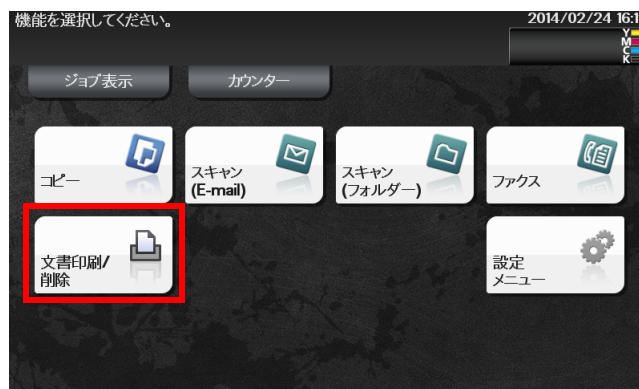 機能を選択してください。
2014/02/24 16:1
Y
M
C
K
ジョブ表示
カウンター
コピー
スキャン
(E-mail)
スキャン
(フォルダー)
ファクス
文書印刷/
削除
設定
メニュー